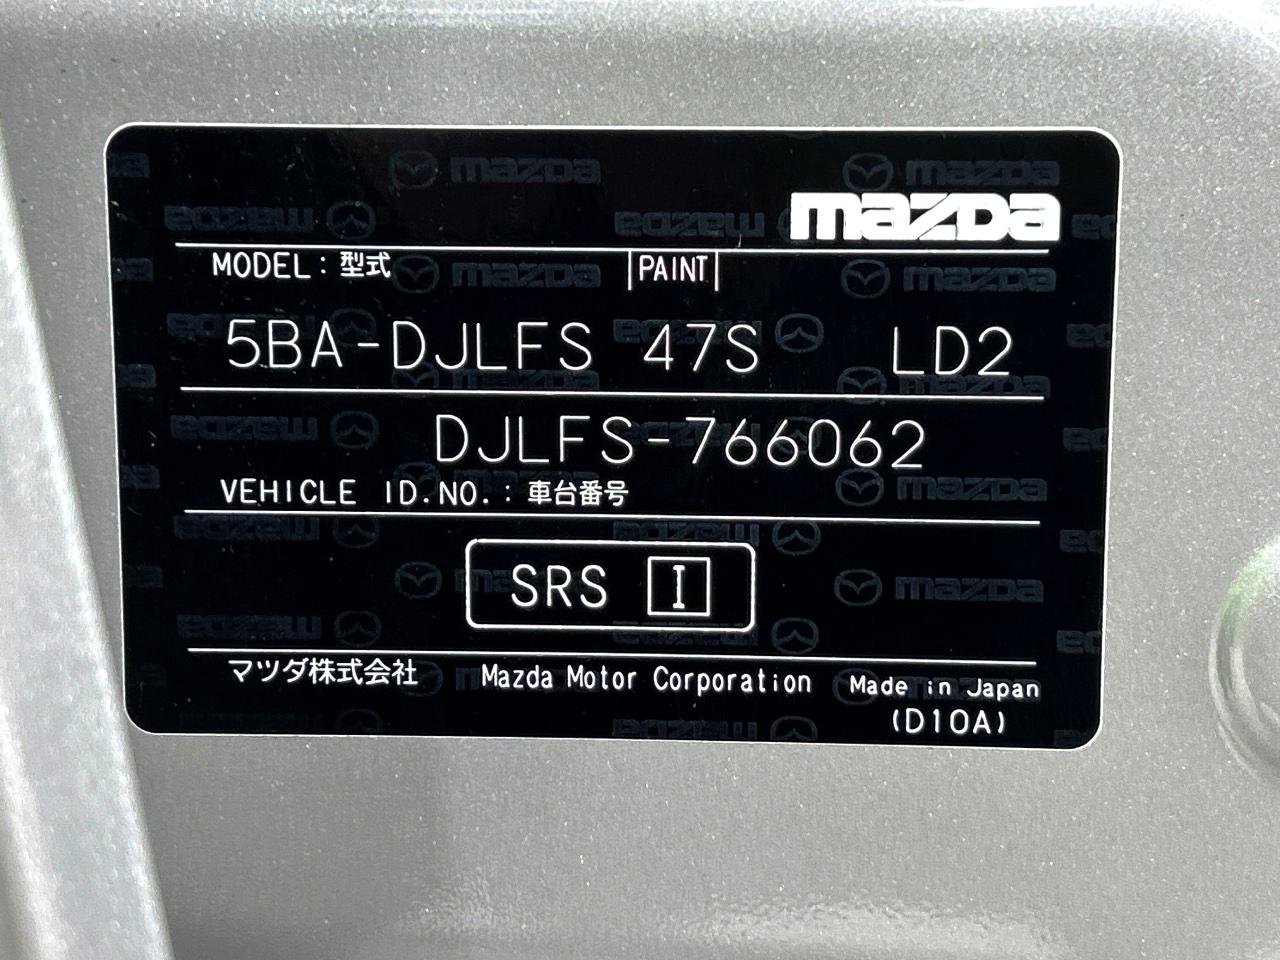 mazda
MODEL：型式 |PAINT|
5BA-DJLFS 47S LD2
DJLFS-766062
VEHICLE ID.NO.：車台番号
SRS I
マツダ株式会社 Mazda Motor Corporation Made in Japan
(D10A)